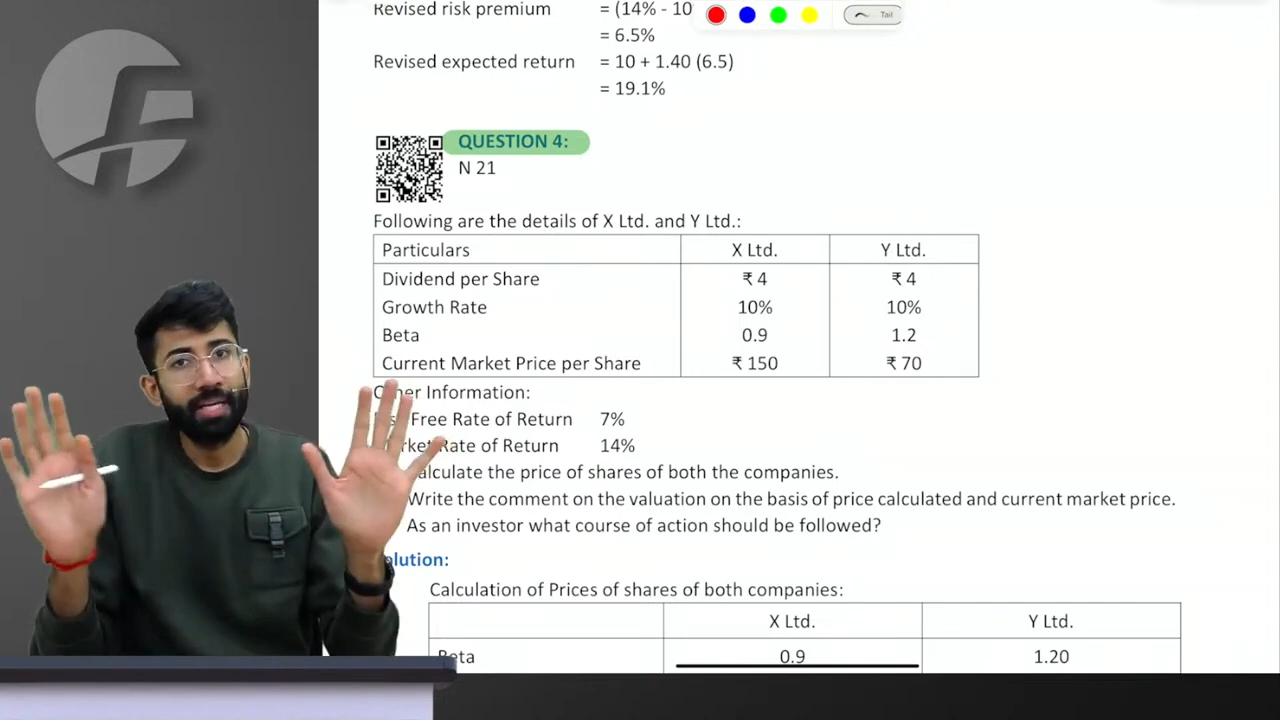 Revised risk premium = (14% - 10
Tail
= 6.5%
Revised expected return = 10 + 1.40 (6.5)
= 19.1%
QUESTION 4:
N 21
Following are the details of X Ltd. and Y Ltd.:
Particulars X Ltd. Y Ltd.
Dividend per Share ₹ 4 ₹ 4
Growth Rate 10% 10%
Beta 0.9 1.2
Current Market Price per Share ₹ 150 ₹ 70
Other Information:
Free Rate of Return 7%
Rate of Return 14%
alculate the price of shares of both the companies.
Write the comment on the valuation on the basis of price calculated and current market price.
As an investor what course of action should be followed?
olution:
Calculation of Prices of shares of both companies:
X Ltd. Y Ltd.
Beta 0.9 1.20